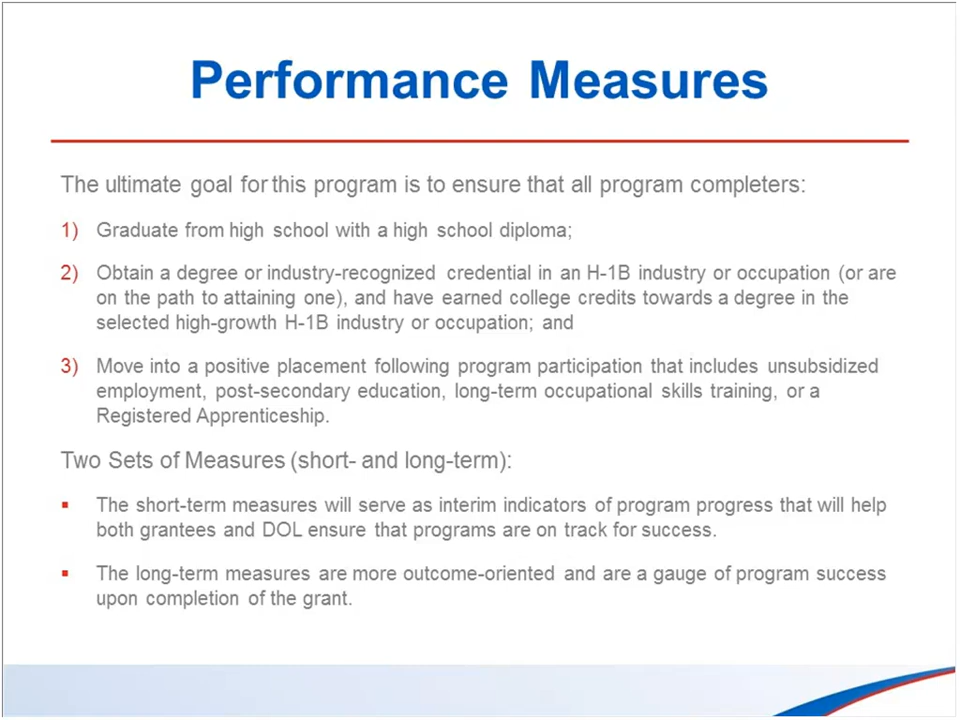 Performance Measures
The ultimate goal for this program is to ensure that all program completers:
1) Graduate from high school with a high school diploma;
2) Obtain a degree or industry-recognized credential in an H-1B industry or occupation (or are
on the path to attaining one), and have earned college credits towards a degree in the
selected high-growth H-1B industry or occupation; and
3) Move into a positive placement following program participation that includes unsubsidized
employment, post-secondary education, long-term occupational skills training, or a
Registered Apprenticeship.
Two Sets of Measures (short- and long-term):
▪ The short-term measures will serve as interim indicators of program progress that will help
both grantees and DOL ensure that programs are on track for success.
▪ The long-term measures are more outcome-oriented and are a gauge of program success
upon completion of the grant.